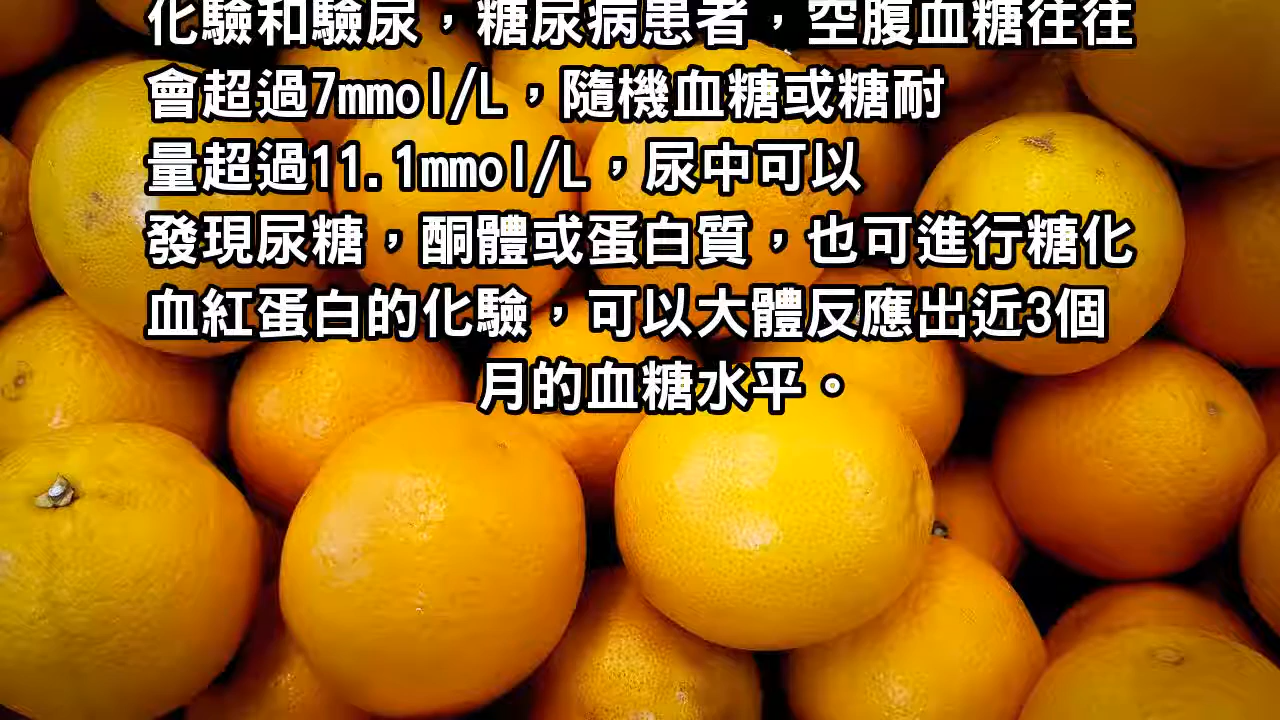 化驗和驗尿，糖尿病患者，空腹血糖往往
會超過7mmol/L，隨機血糖或糖耐
量超過11.1mmol/L，尿中可以
發現尿糖，酮體或蛋白質，也可進行糖化
血紅蛋白的化驗，可以大體反應出近3個
月的血糖水平。